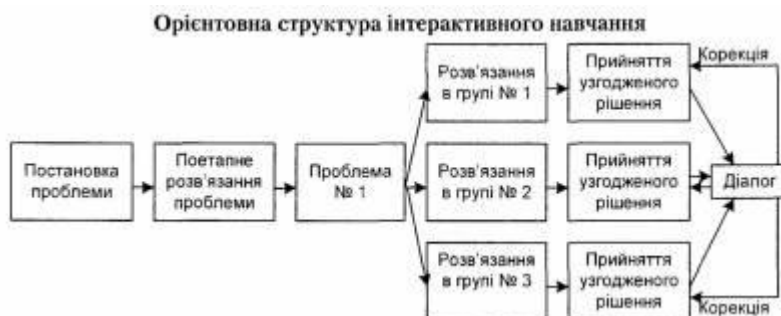 Орієнтовна структура інтерактивного навчання
Постановка
проблеми
Поетапне
розв'язання
проблеми
Проблема
№ 1
Розв'язання
в групі № 1
Прийняття
узгодженого
рішення
Корекція
Розв'язання
в групі № 2
Прийняття
узгодженого
рішення
Діалог
Розв'язання
в групі № 3
Прийняття
узгодженого
рішення
Корекція